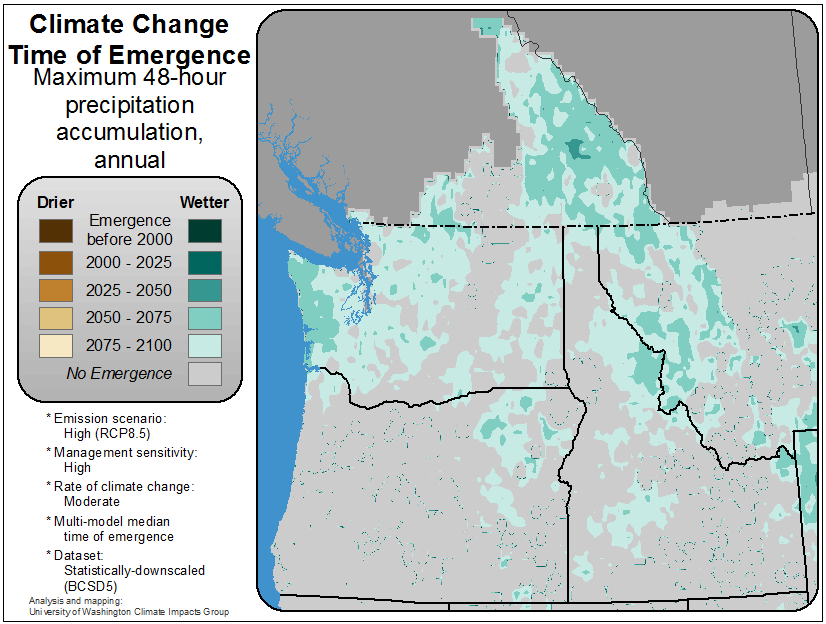 Climate Change
Time of Emergence
Maximum 48-hour
precipitation
accumulation,
annual
Drier Wetter
Emergence
before 2000
2000 - 2025
2025 - 2050
2050 - 2075
2075 - 2100
No Emergence
* Emission scenario:
High (RCP8.5)
* Management sensitivity:
High
* Rate of climate change:
Moderate
* Multi-model median
time of emergence
* Dataset:
Statistically-downscaled
(BCSD5)
Analysis and mapping:
University of Washington Climate Impacts Group